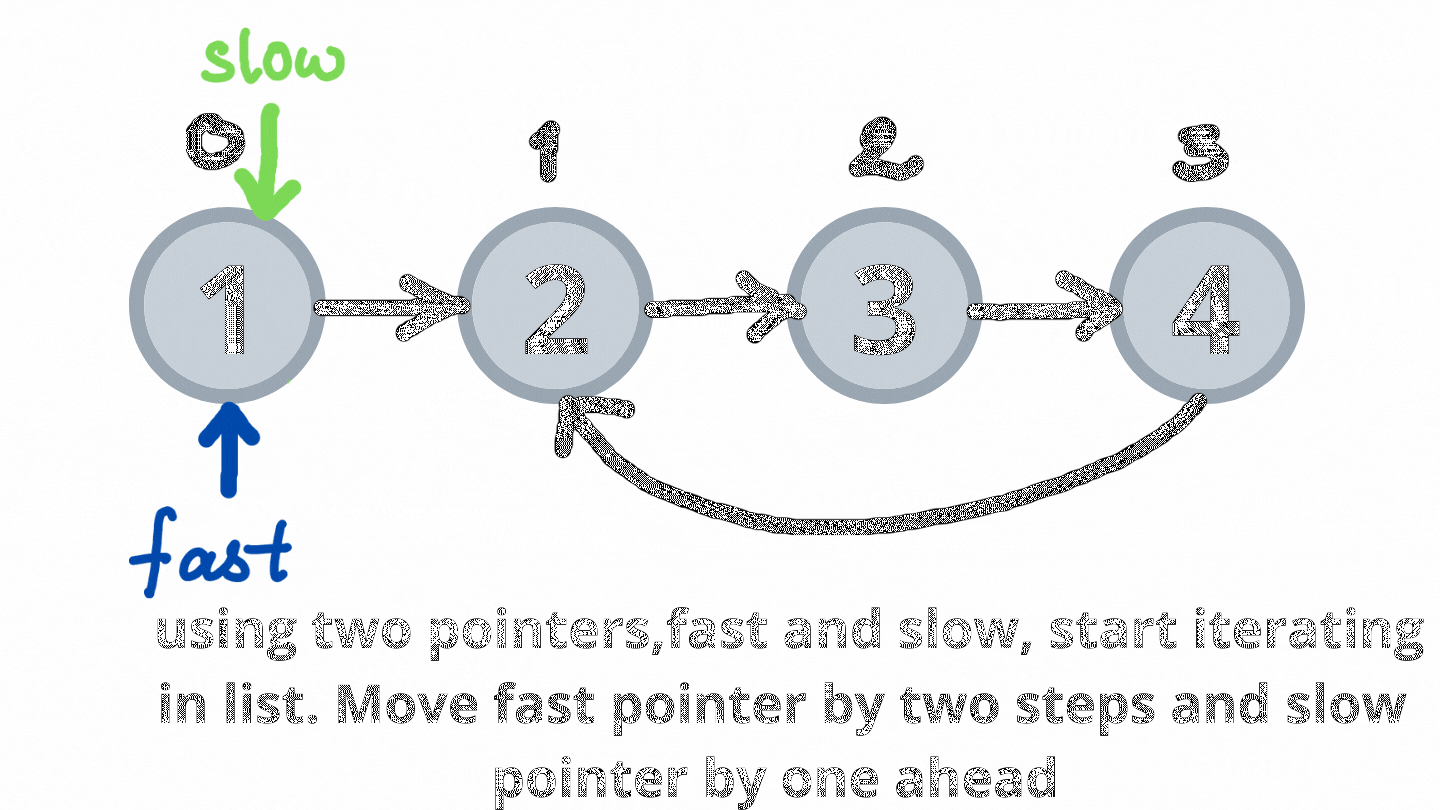 slow
0 1 2 3
1 2 3 4
fast
using two pointers,fast and slow, start iterating
in list. Move fast pointer by two steps and slow
pointer by one ahead